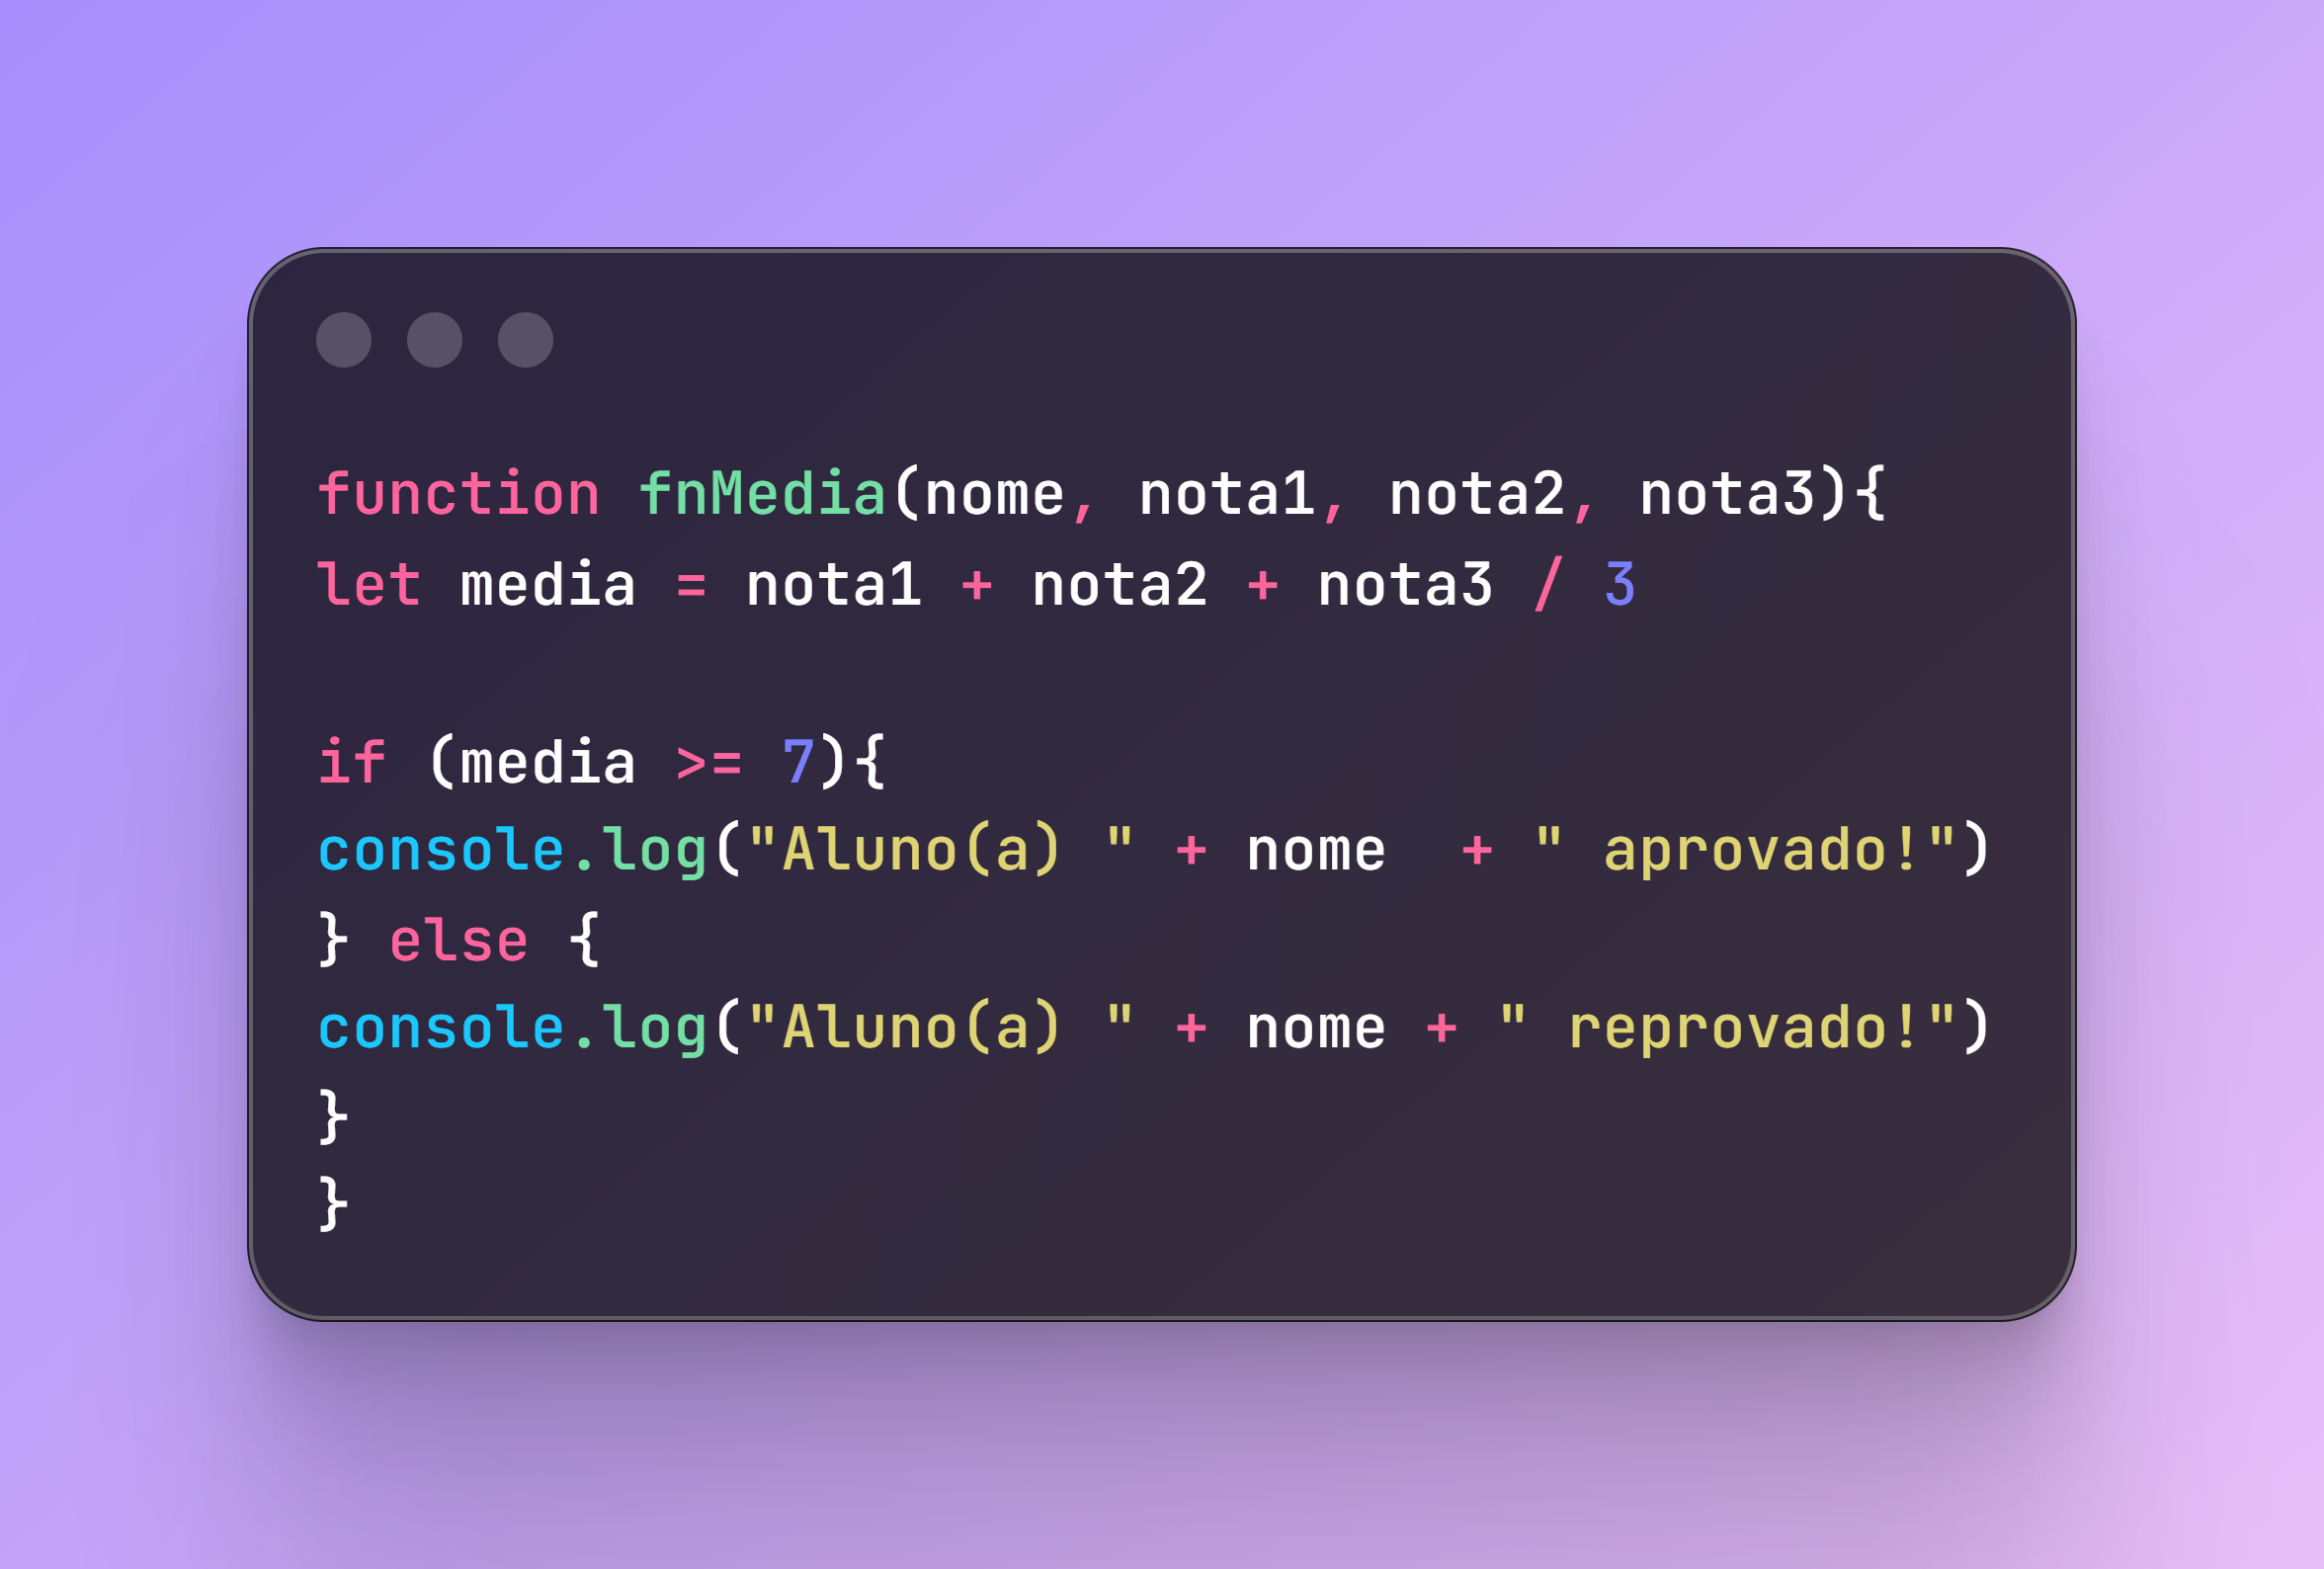 function fnMedia(nome, nota1, nota2, nota3){
let media = nota1 + nota2 + nota3 / 3

if (media >= 7){
console.log("Aluno(a) " + nome  + " aprovado!")
} else {
console.log("Aluno(a) " + nome + " reprovado!")
}
}